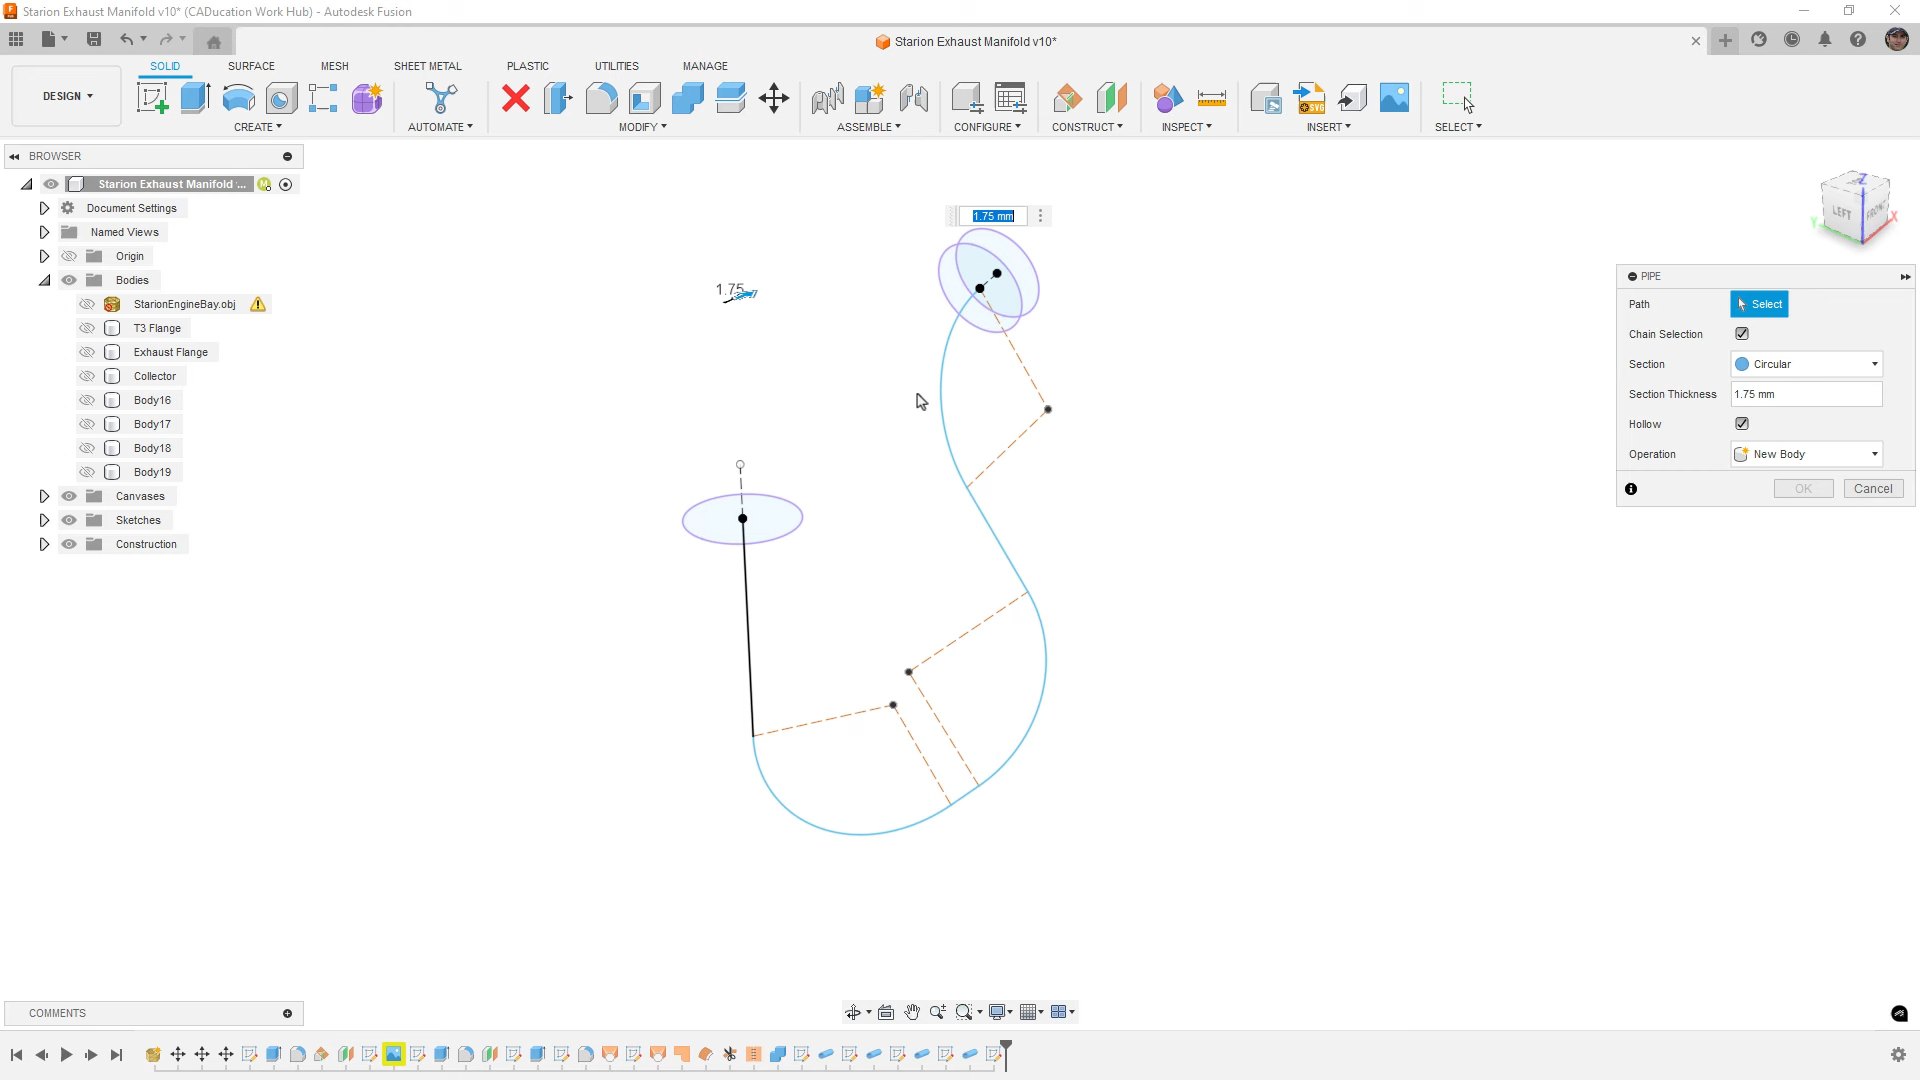 Starion Exhaust Manifold v10* (CADucation Work Hub) - Autodesk Fusion
Starion Exhaust Manifold v10*
SOLID SURFACE MESH SHEET METAL PLASTIC UTILITIES MANAGE
DESIGN
CREATE AUTOMATE MODIFY ASSEMBLE CONFIGURE CONSTRUCT INSPECT INSERT SELECT
SVG
BROWSER
Starion Exhaust Manifold ...
M
Document Settings
Named Views
Origin
Bodies
StarionEngineBay.obj
T3 Flange
Exhaust Flange
Collector
Body16
Body17
Body18
Body19
Canvases
Sketches
Construction
1.75 mm
1.75
Z
LEFT FRONT
Y X
PIPE
Path Select
Chain Selection
Section Circular
Section Thickness 1.75 mm
Hollow
Operation New Body
OK Cancel
COMMENTS